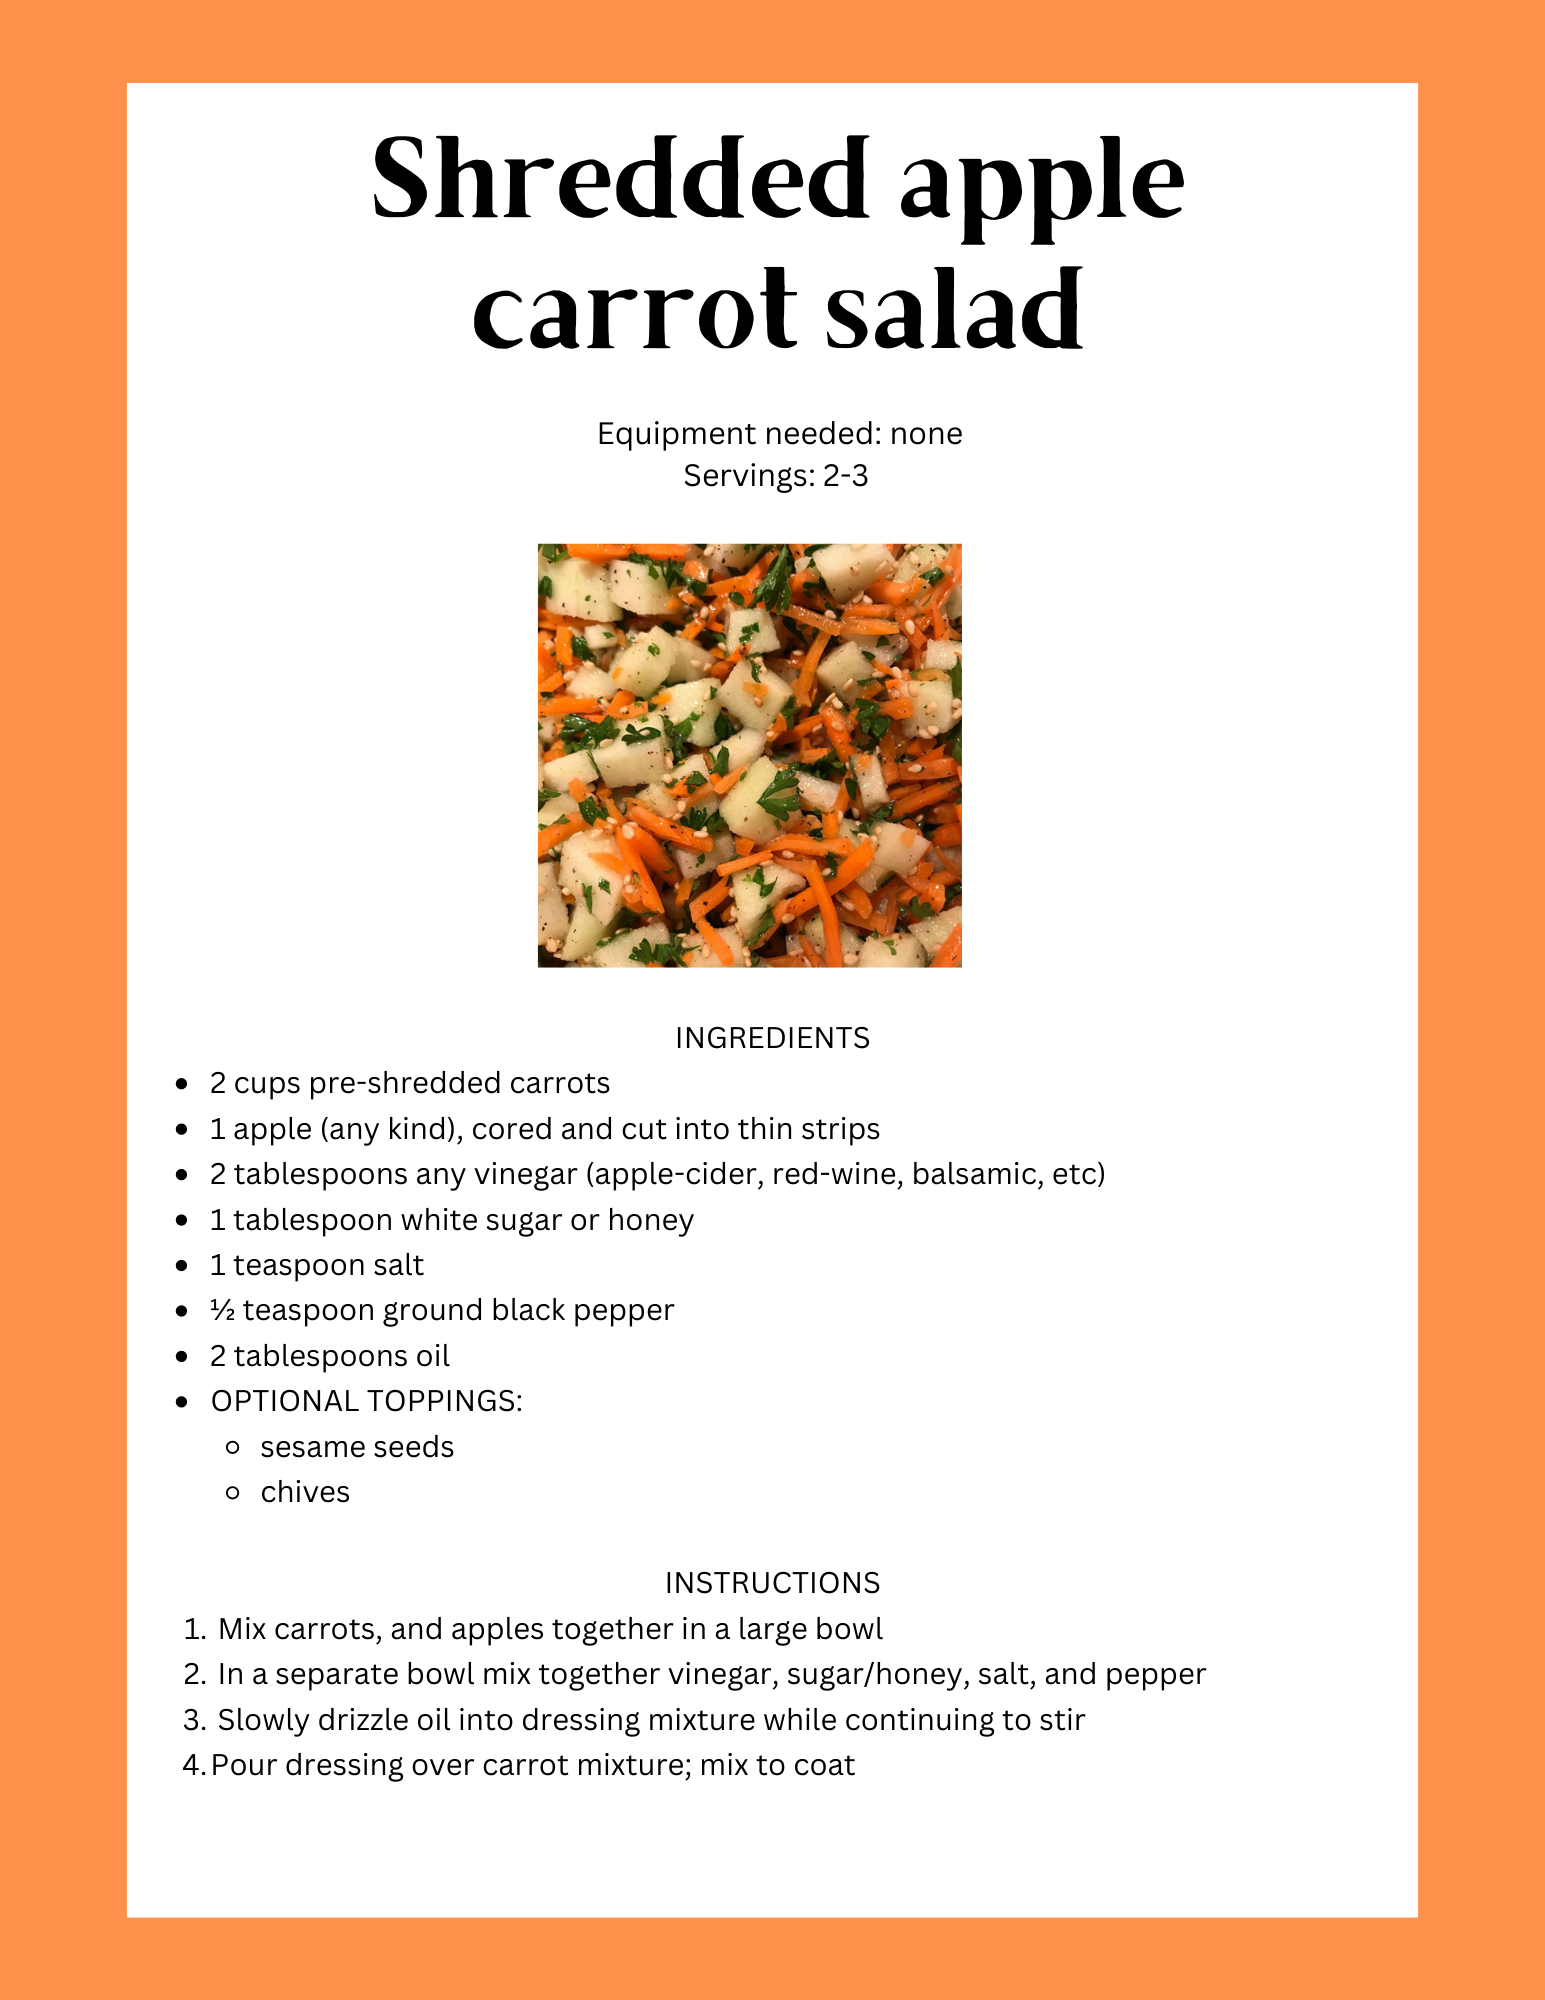 Shredded apple
carrot salad
Equipment needed: none
Servings: 2-3
INGREDIENTS
• 2 cups pre-shredded carrots
• 1 apple (any kind), cored and cut into thin strips
• 2 tablespoons any vinegar (apple-cider, red-wine, balsamic, etc)
• 1 tablespoon white sugar or honey
• 1 teaspoon salt
• ½ teaspoon ground black pepper
• 2 tablespoons oil
• OPTIONAL TOPPINGS:
◦ sesame seeds
◦ chives
INSTRUCTIONS
1. Mix carrots, and apples together in a large bowl
2. In a separate bowl mix together vinegar, sugar/honey, salt, and pepper
3. Slowly drizzle oil into dressing mixture while continuing to stir
4. Pour dressing over carrot mixture; mix to coat